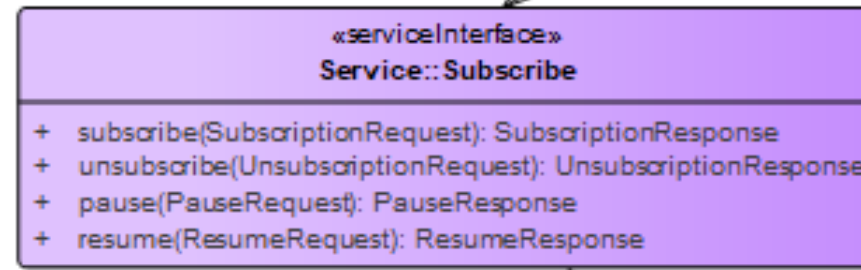 «serviceInterface»
Service::Subscribe
+ subscribe(SubscriptionRequest): SubscriptionResponse
+ unsubscribe(UnsubscriptionRequest): UnsubscriptionResponse
+ pause(PauseRequest): PauseResponse
+ resume(ResumeRequest): ResumeResponse